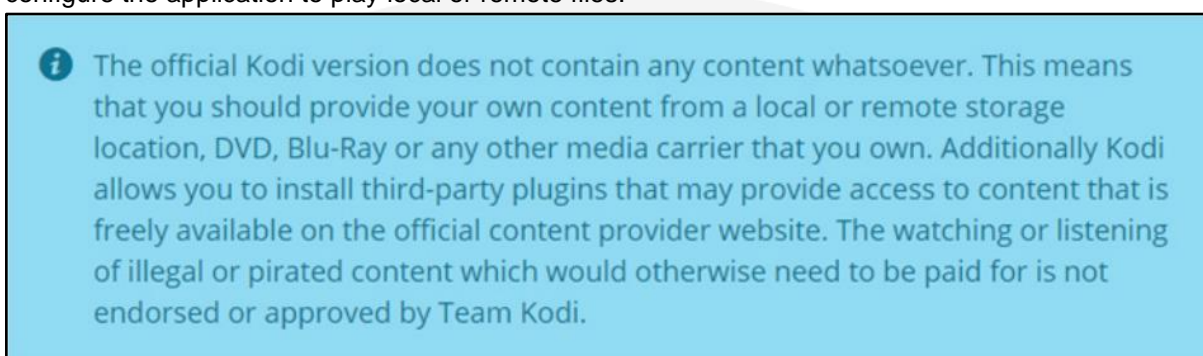 configure the application to play local or remote files.
The official Kodi version does not contain any content whatsoever. This means
that you should provide your own content from a local or remote storage
location, DVD, Blu-Ray or any other media carrier that you own. Additionally Kodi
allows you to install third-party plugins that may provide access to content that is
freely available on the official content provider website. The watching or listening
of illegal or pirated content which would otherwise need to be paid for is not
endorsed or approved by Team Kodi.